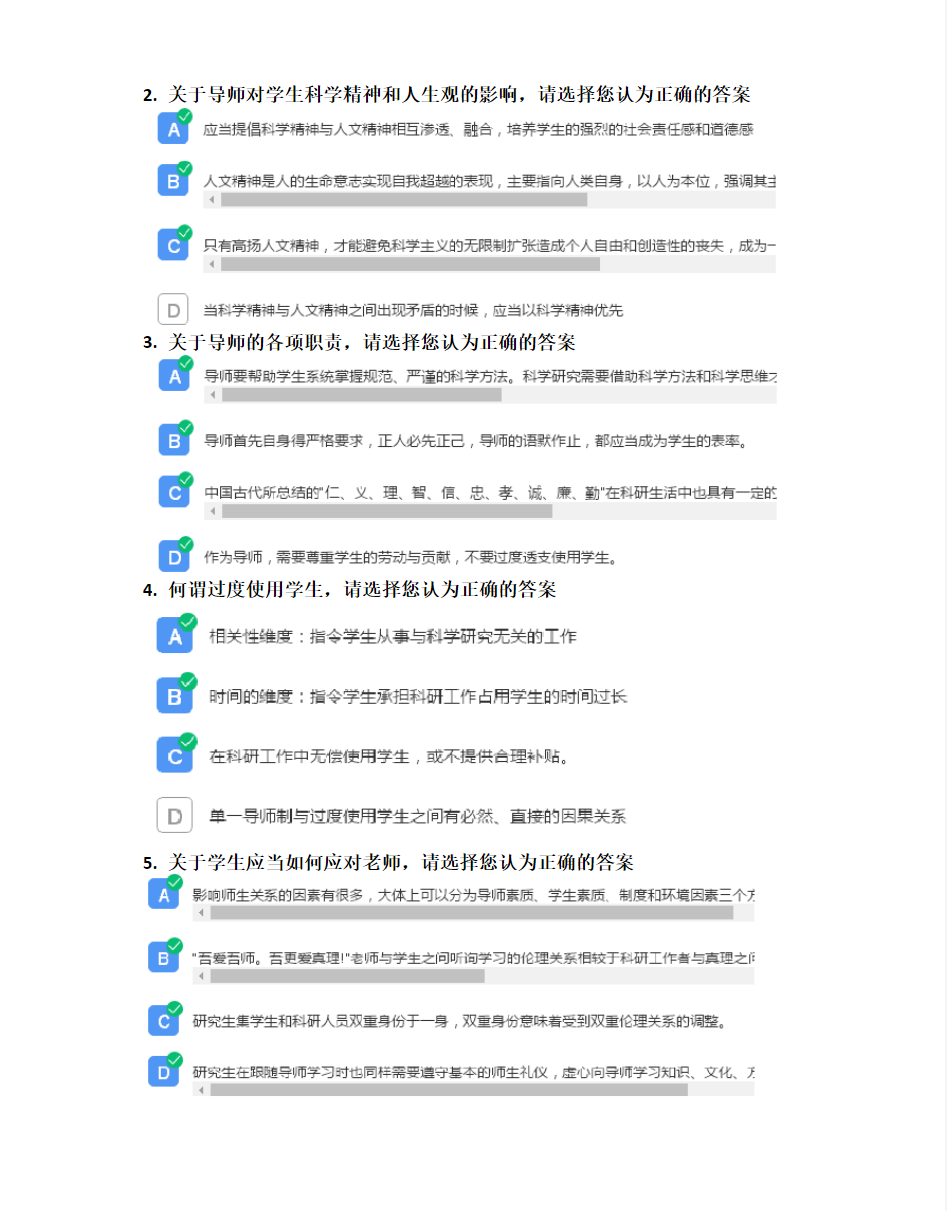 2. 关于导师对学生科学精神和人生观的影响，请选择您认为正确的答案
A 应当提倡科学精神与人文精神相互渗透、融合，培养学生的强烈的社会责任感和道德感
B 人文精神是人的生命意志实现自我超越的表现，主要指向人类自身，以人为本位，强调其主
C 只有高扬人文精神，才能避免科学主义的无限制扩张造成个人自由和创造性的丧失，成为一
D 当科学精神与人文精神之间出现矛盾的时候，应当以科学精神优先
3. 关于导师的各项职责，请选择您认为正确的答案
A 导师要帮助学生系统掌握规范、严谨的科学方法。科学研究需要借助科学方法和科学思维才
B 导师首先自身得严格要求，正人必先正己，导师的语默作止，都应当成为学生的表率。
C 中国古代所总结的"仁、义、理、智、信、忠、孝、诚、廉、勤"在科研生活中也具有一定的
D 作为导师，需要尊重学生的劳动与贡献，不要过度透支使用学生。
4. 何谓过度使用学生，请选择您认为正确的答案
A 相关性维度：指令学生从事与科学研究无关的工作
B 时间的维度：指令学生承担科研工作占用学生的时间过长
C 在科研工作中无偿使用学生，或不提供合理补贴。
D 单一导师制与过度使用学生之间有必然、直接的因果关系
5. 关于学生应当如何应对老师，请选择您认为正确的答案
A 影响师生关系的因素有很多，大体上可以分为导师素质、学生素质、制度和环境因素三个方
B "吾爱吾师。吾更爱真理!"老师与学生之间听询学习的伦理关系相较于科研工作者与真理之间
C 研究生集学生和科研人员双重身份于一身，双重身份意味着受到双重伦理关系的调整。
D 研究生在跟随导师学习时也同样需要遵守基本的师生礼仪，虚心向导师学习知识、文化、方